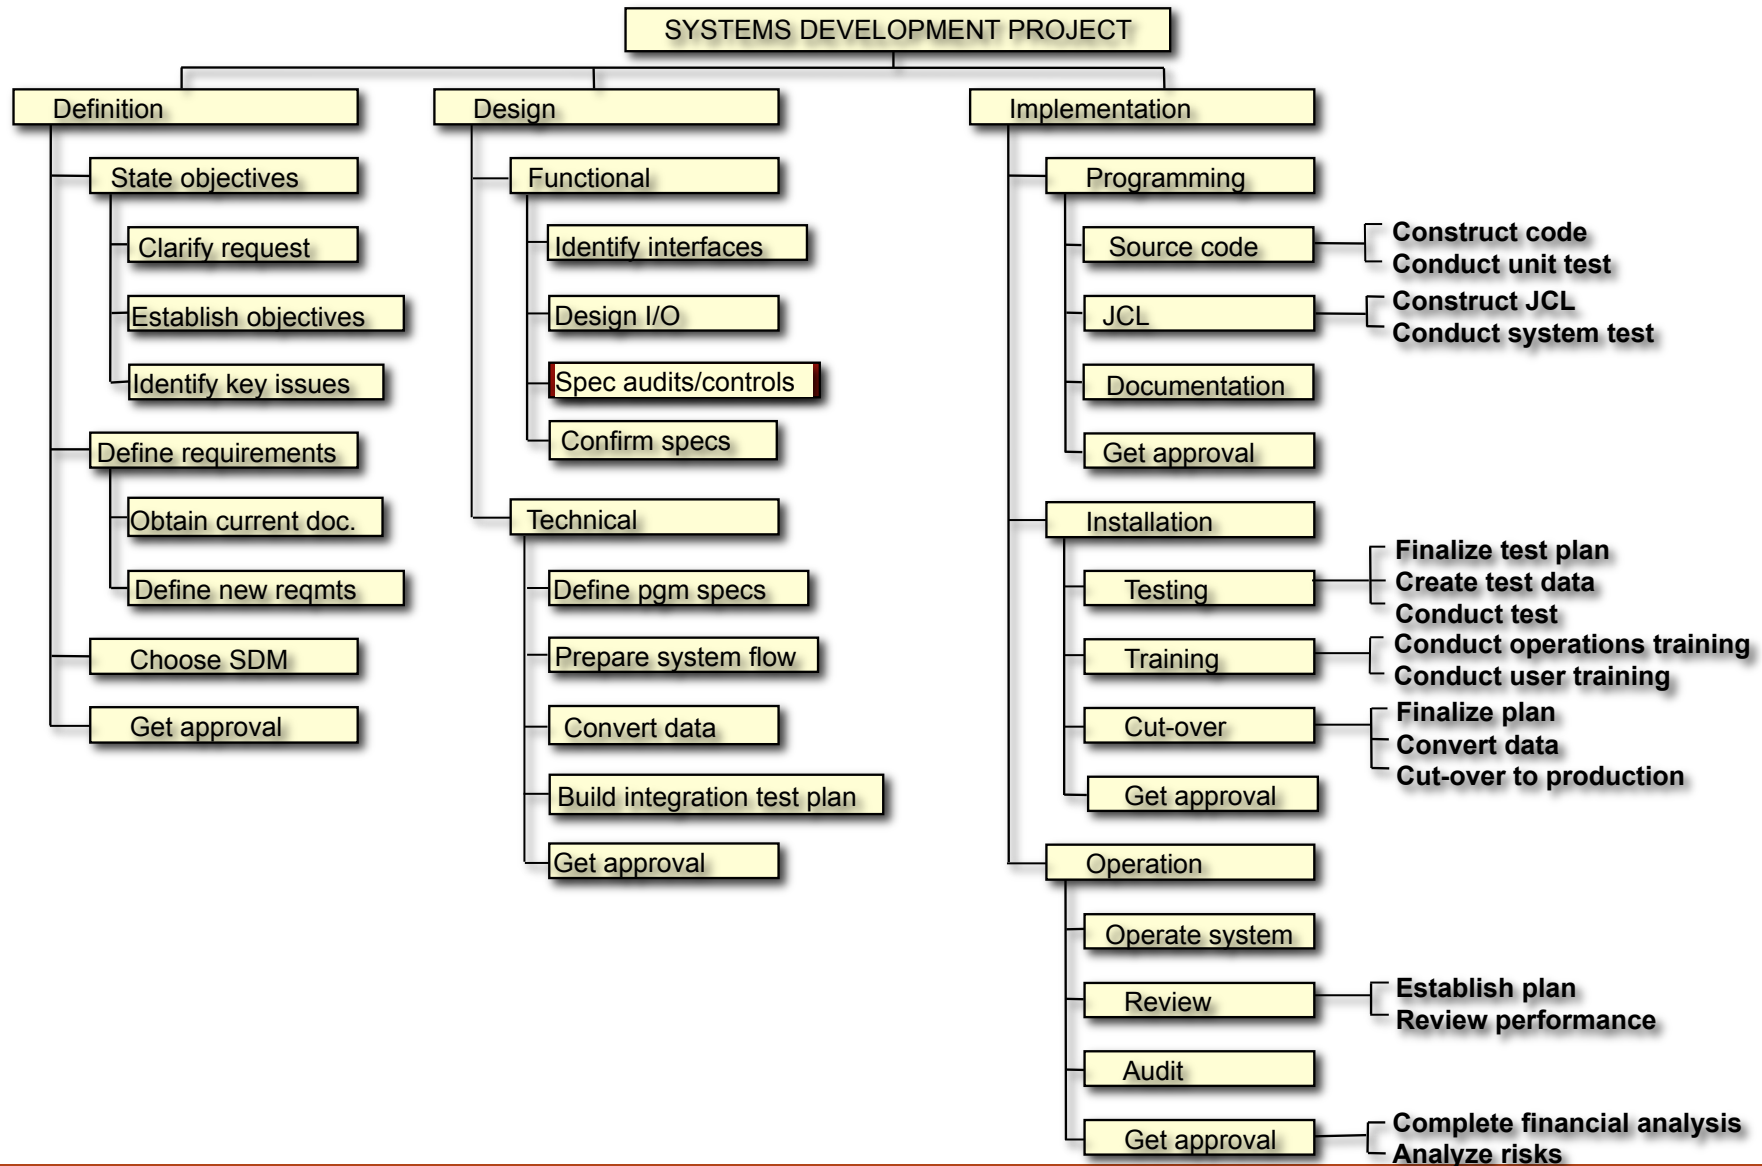 SYSTEMS DEVELOPMENT PROJECT
Definition
State objectives
Clarify request
Establish objectives
Identify key issues
Define requirements
Obtain current doc.
Define new reqmts
Choose SDM
Get approval
Design
Functional
Identify interfaces
Design I/O
Spec audits/controls
Confirm specs
Technical
Define pgm specs
Prepare system flow
Convert data
Build integration test plan
Get approval
Implementation
Programming
Source code
Construct code
Conduct unit test
JCL
Construct JCL
Conduct system test
Documentation
Get approval
Installation
Testing
Finalize test plan
Create test data
Conduct test
Training
Conduct operations training
Conduct user training
Cut-over
Finalize plan
Convert data
Cut-over to production
Get approval
Operation
Operate system
Review
Establish plan
Review performance
Audit
Get approval
Complete financial analysis
Analyze risks